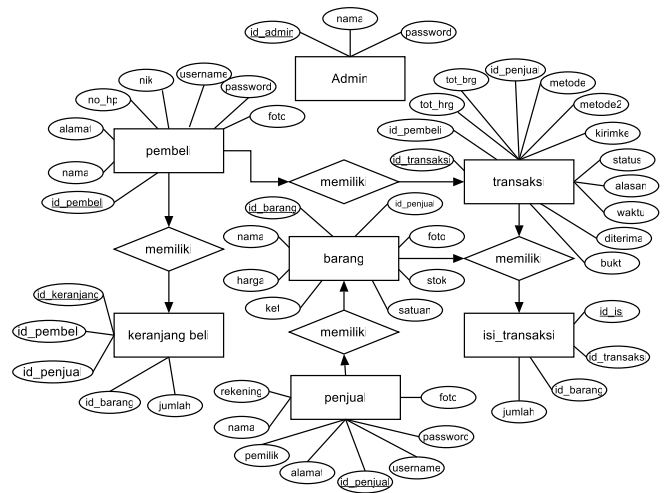 nama
id_admin
password
Admin
nik
username
password
no_hp
foto
alamat
pembeli
nama
id_pembeli
id_penjual
tot_brg
metode
tot_hrg
metode2
id_pembeli
kirimke
id_transaksi
status
transaksi
alasan
waktu
diterima
bukti
memiliki
id_barang
id_penjual
nama
foto
barang
harga
stok
ket
satuan
memiliki
memiliki
memiliki
id_keranjang
id_pembeli
keranjang beli
id_penjual
id_barang
jumlah
id_isi
isi_transaksi
id_transaksi
id_barang
jumlah
rekening
penjual
foto
nama
password
pemilik
username
alamat
id_penjual